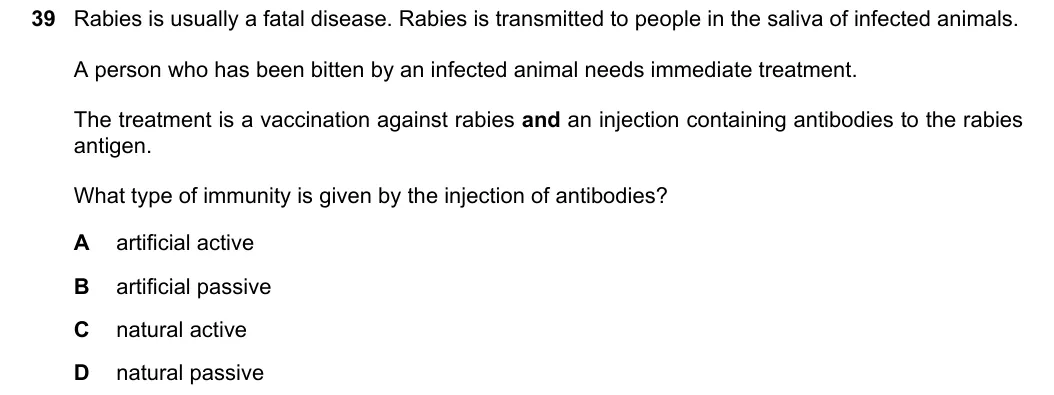 39 Rabies is usually a fatal disease. Rabies is transmitted to people in the saliva of infected animals.
A person who has been bitten by an infected animal needs immediate treatment.
The treatment is a vaccination against rabies and an injection containing antibodies to the rabies
antigen.
What type of immunity is given by the injection of antibodies?
A artificial active
B artificial passive
C natural active
D natural passive